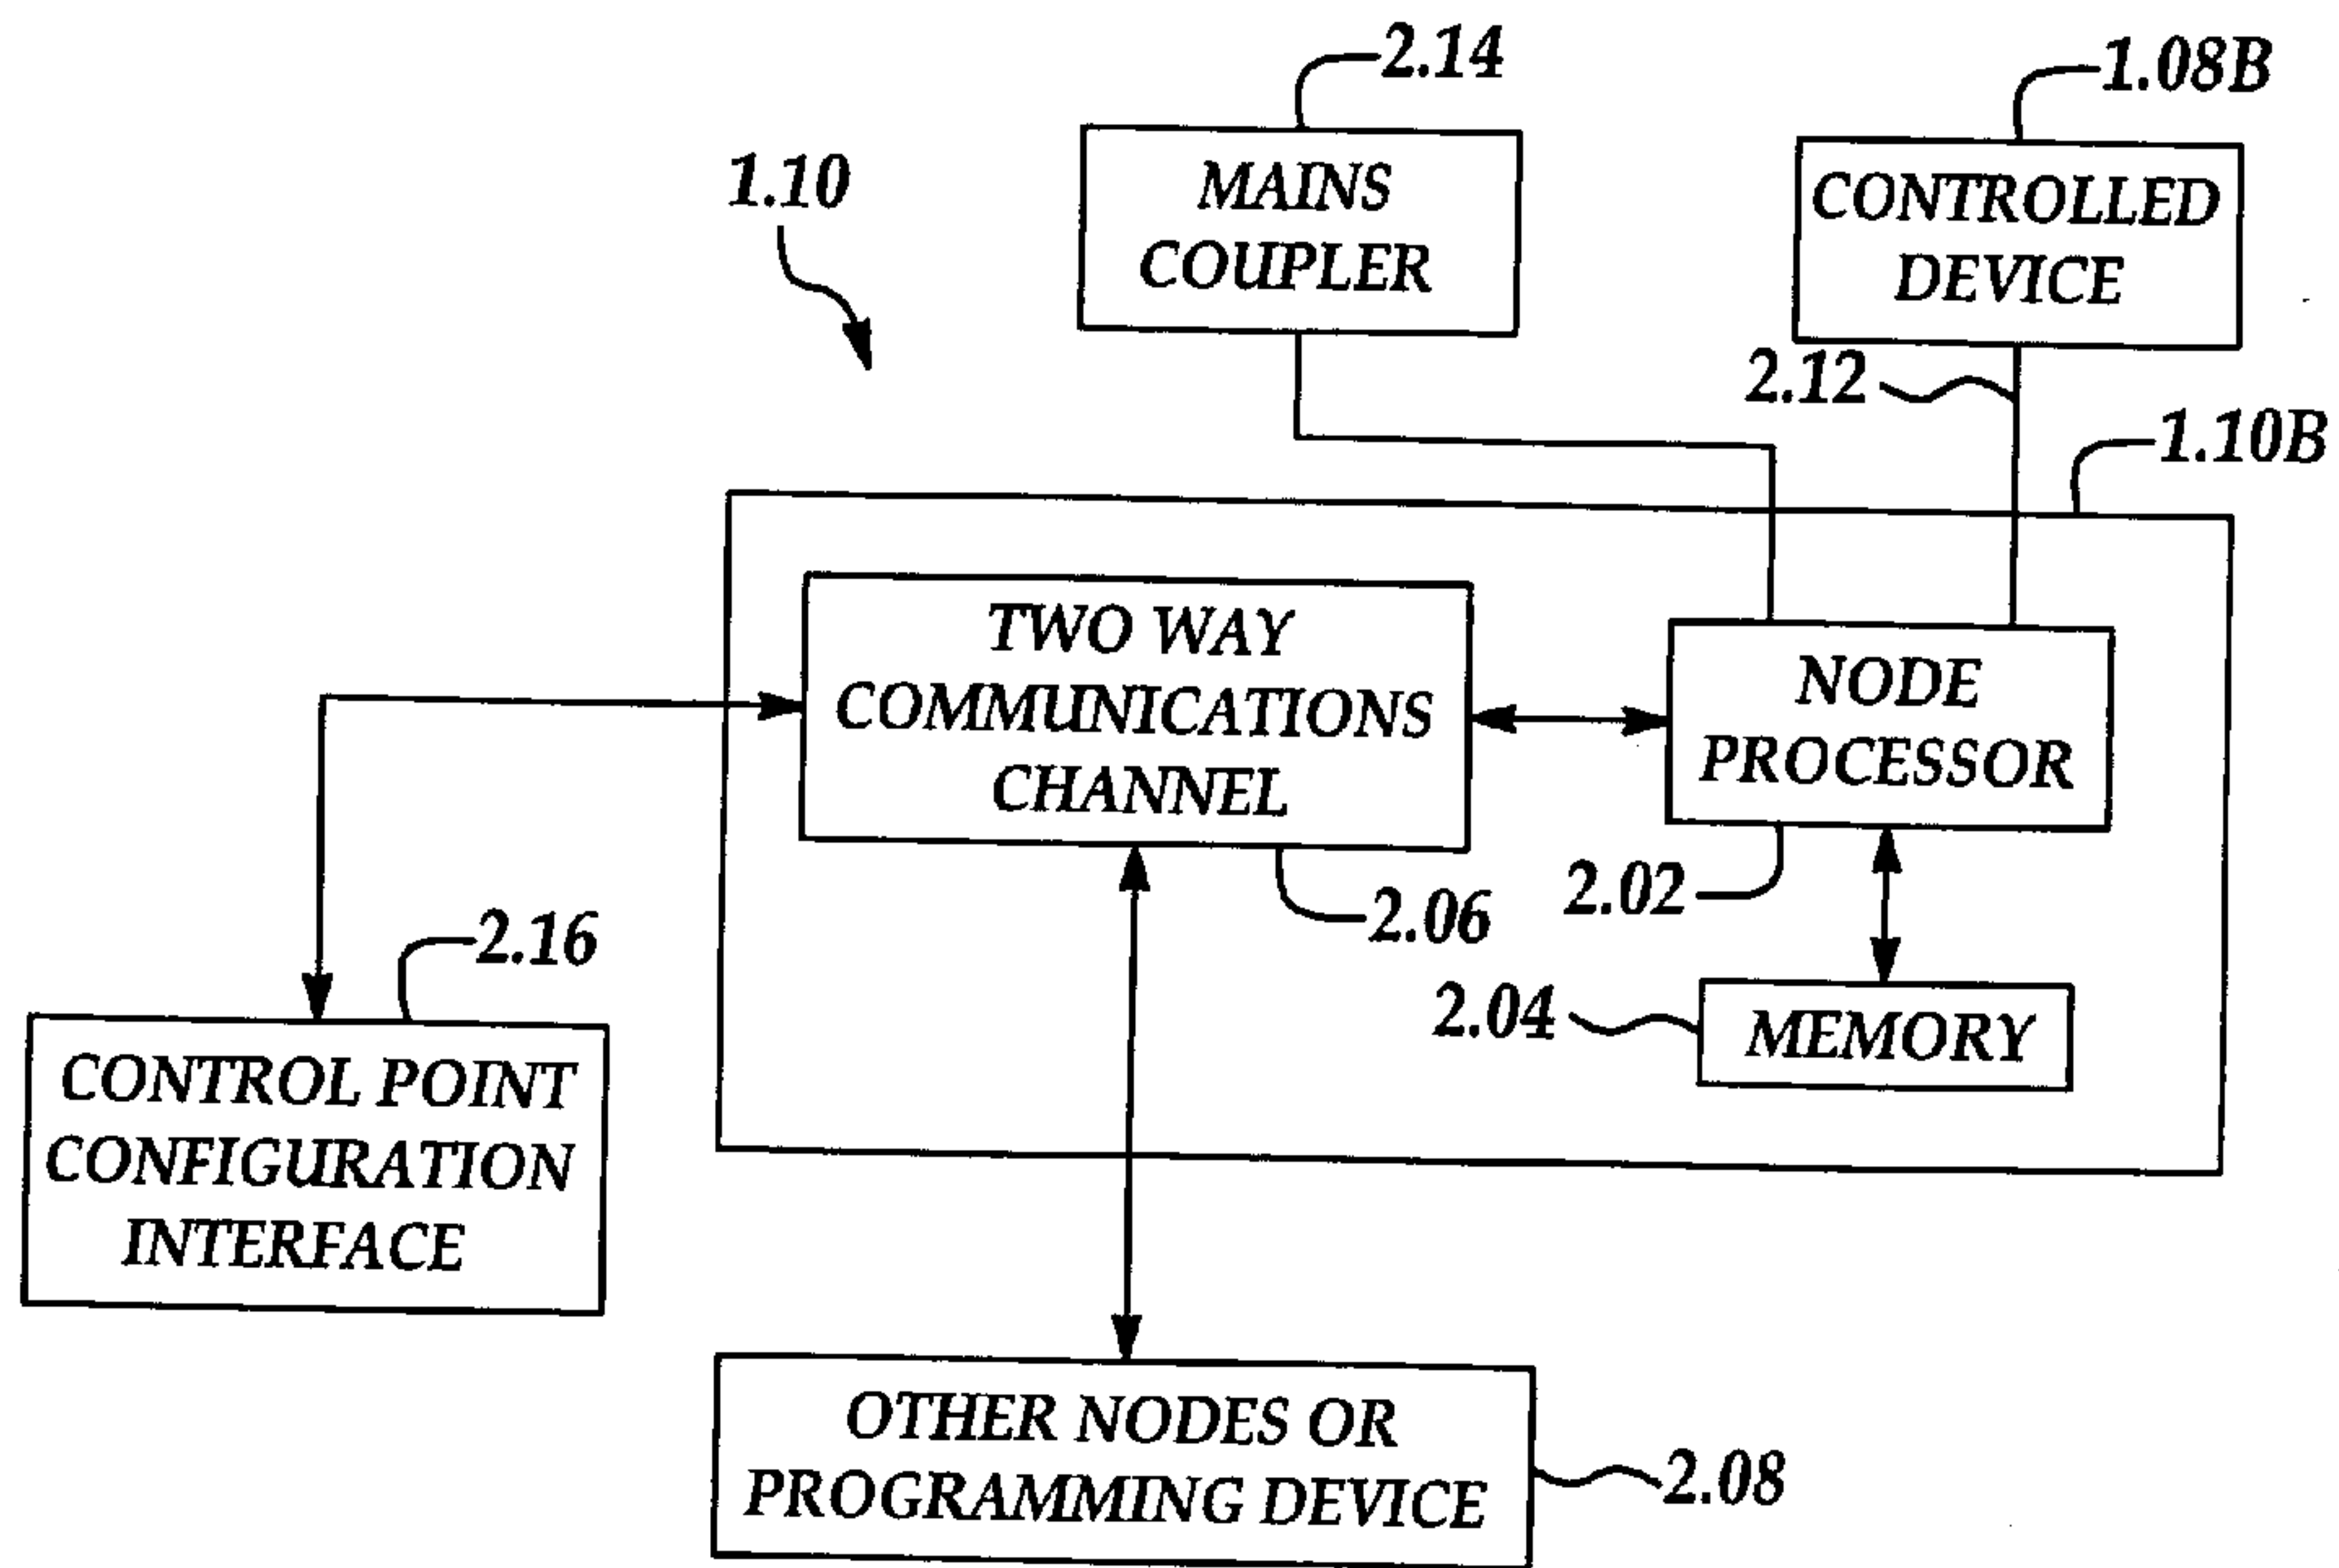 2.14
1.08B
1.10
MAINS
COUPLER
CONTROLLED
DEVICE
2.12
1.10B
TWO WAY
COMMUNICATIONS
CHANNEL
NODE
PROCESSOR
2.06
2.02
2.16
2.04
MEMORY
CONTROL POINT
CONFIGURATION
INTERFACE
OTHER NODES OR
PROGRAMMING DEVICE
2.08